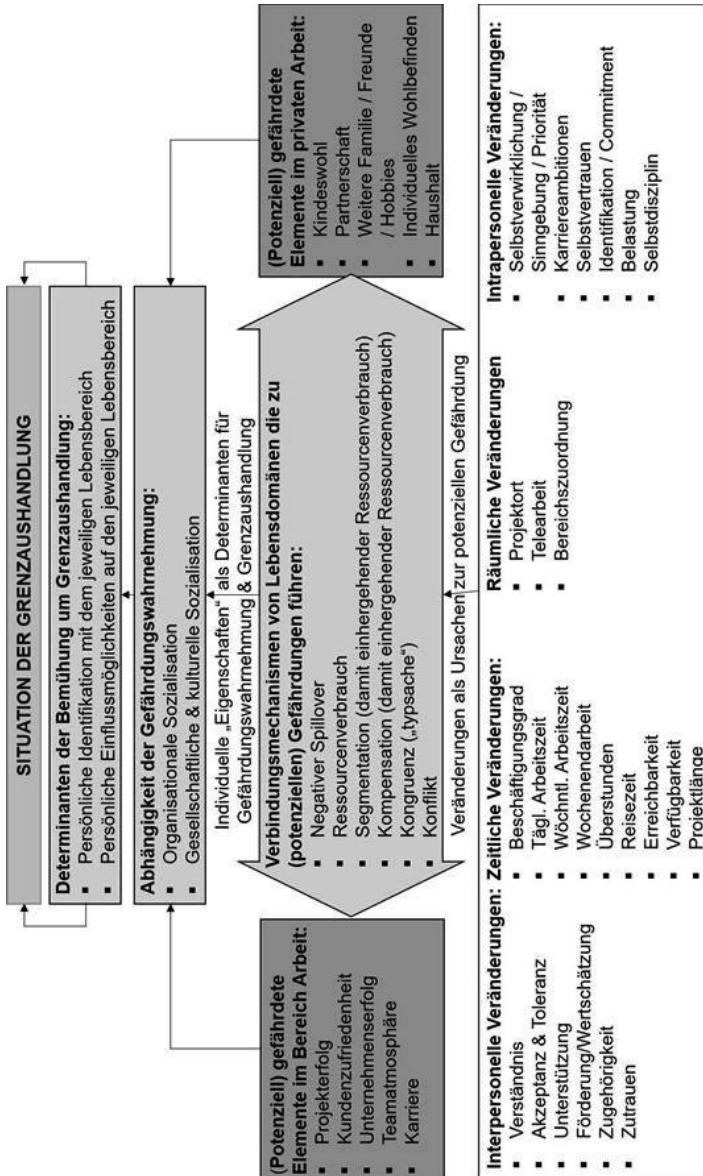 SITUATION DER GRENZAUSHANDLUNG
Determinanten der Bemühung um Grenzaushandlung:
▪ Persönliche Identifikation mit dem jeweiligen Lebensbereich
▪ Persönliche Einflussmöglichkeiten auf den jeweiligen Lebensbereich
Abhängigkeit der Gefährdungswahrnehmung:
▪ Organisationale Sozialisation
▪ Gesellschaftliche & kulturelle Sozialisation
Individuelle „Eigenschaften“ als Determinanten für
Gefährdungswahrnehmung & Grenzaushandlung
(Potenziell) gefährdete
Elemente im Bereich Arbeit:
▪ Projekterfolg
▪ Kundenzufriedenheit
▪ Unternehmenserfolg
▪ Teamatmosphäre
▪ Karriere
Verbindungsmechanismen von Lebensdomänen die zu
(potenziellen) Gefährdungen führen:
▪ Negativer Spillover
▪ Ressourcenverbrauch
▪ Segmentation (damit einhergehender Ressourcenverbrauch)
▪ Kompensation (damit einhergehender Ressourcenverbrauch)
▪ Kongruenz („typsache“)
▪ Konflikt
(Potenziell) gefährdete
Elemente im privaten Arbeit:
▪ Kindeswohl
▪ Partnerschaft
▪ Weitere Familie / Freunde
/ Hobbies
▪ Individuelles Wohlbefinden
▪ Haushalt
Veränderungen als Ursachen zur potenziellen Gefährdung
Interpersonelle Veränderungen:
▪ Verständnis
▪ Akzeptanz & Toleranz
▪ Unterstützung
▪ Förderung/Wertschätzung
▪ Zugehörigkeit
▪ Zutrauen
Zeitliche Veränderungen:
▪ Beschäftigungsgrad
▪ Tägl. Arbeitszeit
▪ Wöchntl. Arbeitszeit
▪ Wochenendarbeit
▪ Überstunden
▪ Reisezeit
▪ Erreichbarkeit
▪ Verfügbarkeit
▪ Projektlänge
Räumliche Veränderungen
▪ Projektort
▪ Telearbeit
▪ Bereichszuordnung
Intrapersonelle Veränderungen:
▪ Selbstverwirklichung /
Sinngebung / Priorität
▪ Karriereambitionen
▪ Selbstvertrauen
▪ Identifikation / Commitment
▪ Belastung
▪ Selbstdisziplin